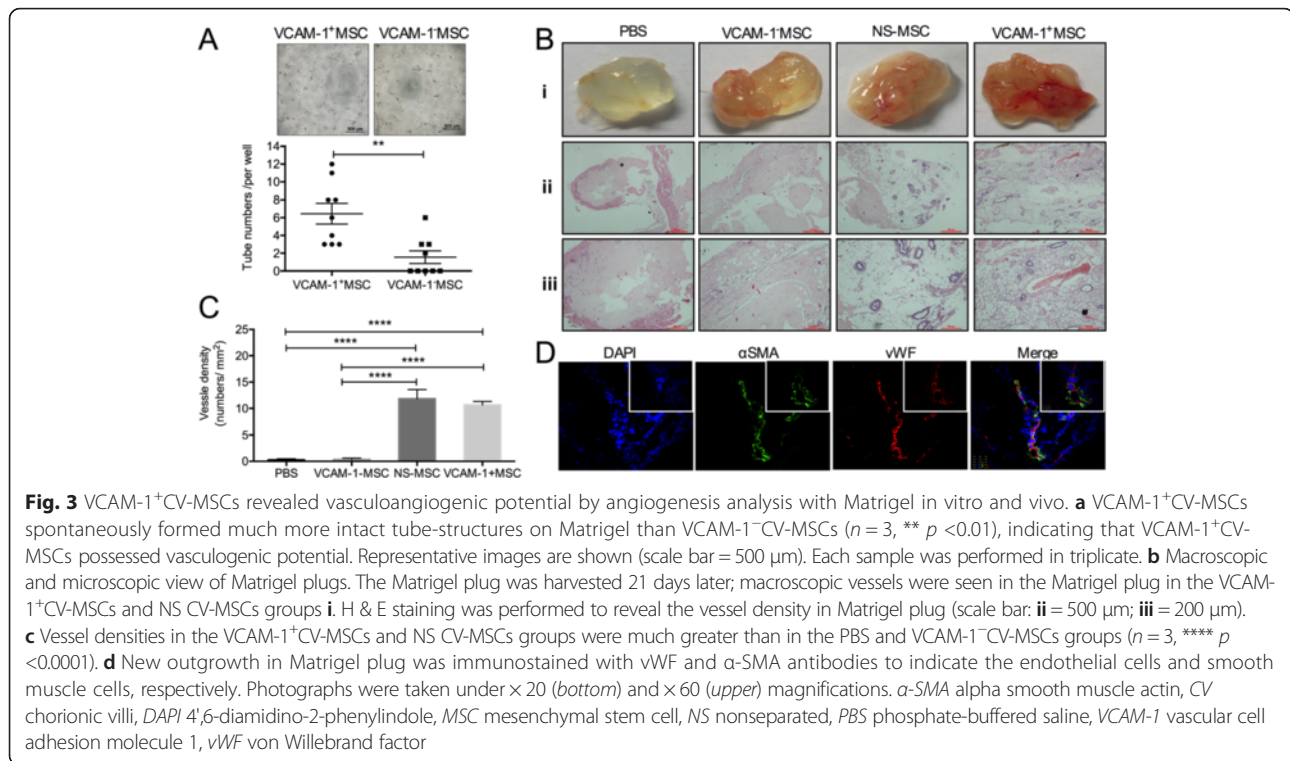 A
VCAM-1⁺MSC VCAM-1⁻MSC
Tube numbers /per well
14
12
10
8
6
4
2
0
**
VCAM-1⁺MSC VCAM-1⁻MSC
B
PBS VCAM-1⁻MSC NS-MSC VCAM-1⁺MSC
i
ii
iii
C
Vessle density
(numbers/ mm²)
25
20
15
10
5
0
****
****
****
****
PBS VCAM-1-MSC NS-MSC VCAM-1+MSC
D
DAPI αSMA vWF Merge
Fig. 3 VCAM-1⁺CV-MSCs revealed vasculoangiogenic potential by angiogenesis analysis with Matrigel in vitro and vivo. a VCAM-1⁺CV-MSCs
spontaneously formed much more intact tube-structures on Matrigel than VCAM-1⁻CV-MSCs (n = 3, ** p <0.01), indicating that VCAM-1⁺CV-
MSCs possessed vasculogenic potential. Representative images are shown (scale bar = 500 μm). Each sample was performed in triplicate. b Macroscopic
and microscopic view of Matrigel plugs. The Matrigel plug was harvested 21 days later; macroscopic vessels were seen in the Matrigel plug in the VCAM-
1⁺CV-MSCs and NS CV-MSCs groups i. H & E staining was performed to reveal the vessel density in Matrigel plug (scale bar: ii = 500 μm; iii = 200 μm).
c Vessel densities in the VCAM-1⁺CV-MSCs and NS CV-MSCs groups were much greater than in the PBS and VCAM-1⁻CV-MSCs groups (n = 3, **** p
<0.0001). d New outgrowth in Matrigel plug was immunostained with vWF and α-SMA antibodies to indicate the endothelial cells and smooth
muscle cells, respectively. Photographs were taken under × 20 (bottom) and × 60 (upper) magnifications. α-SMA alpha smooth muscle actin, CV
chorionic villi, DAPI 4',6-diamidino-2-phenylindole, MSC mesenchymal stem cell, NS nonseparated, PBS phosphate-buffered saline, VCAM-1 vascular cell
adhesion molecule 1, vWF von Willebrand factor